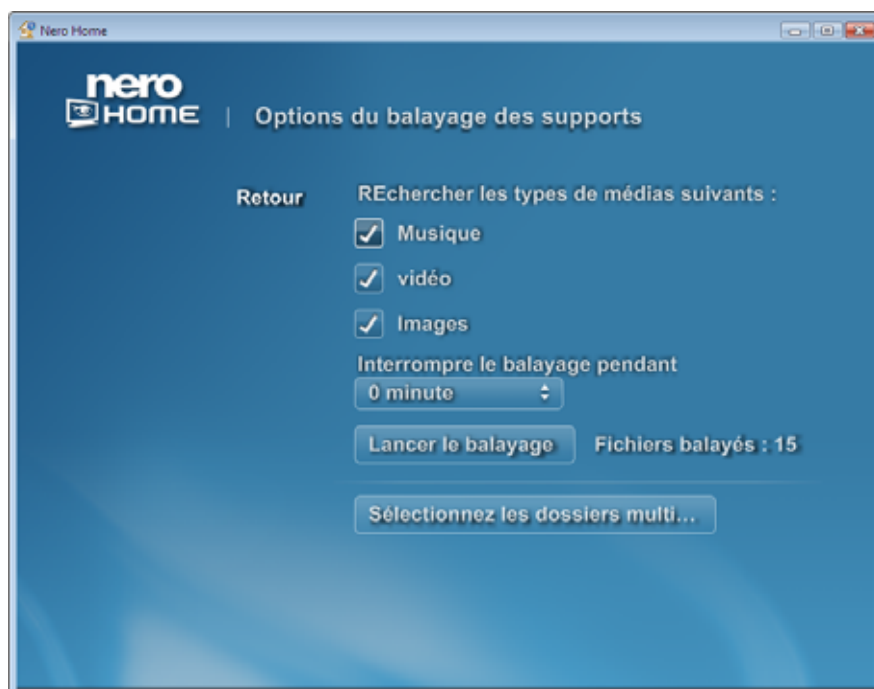 Nero Home
nero
HOME | Options du balayage des supports
Retour
REchercher les types de médias suivants :
Musique
vidéo
Images
Interrompre le balayage pendant
0 minute
Lancer le balayage Fichiers balayés : 15
Sélectionnez les dossiers multi...